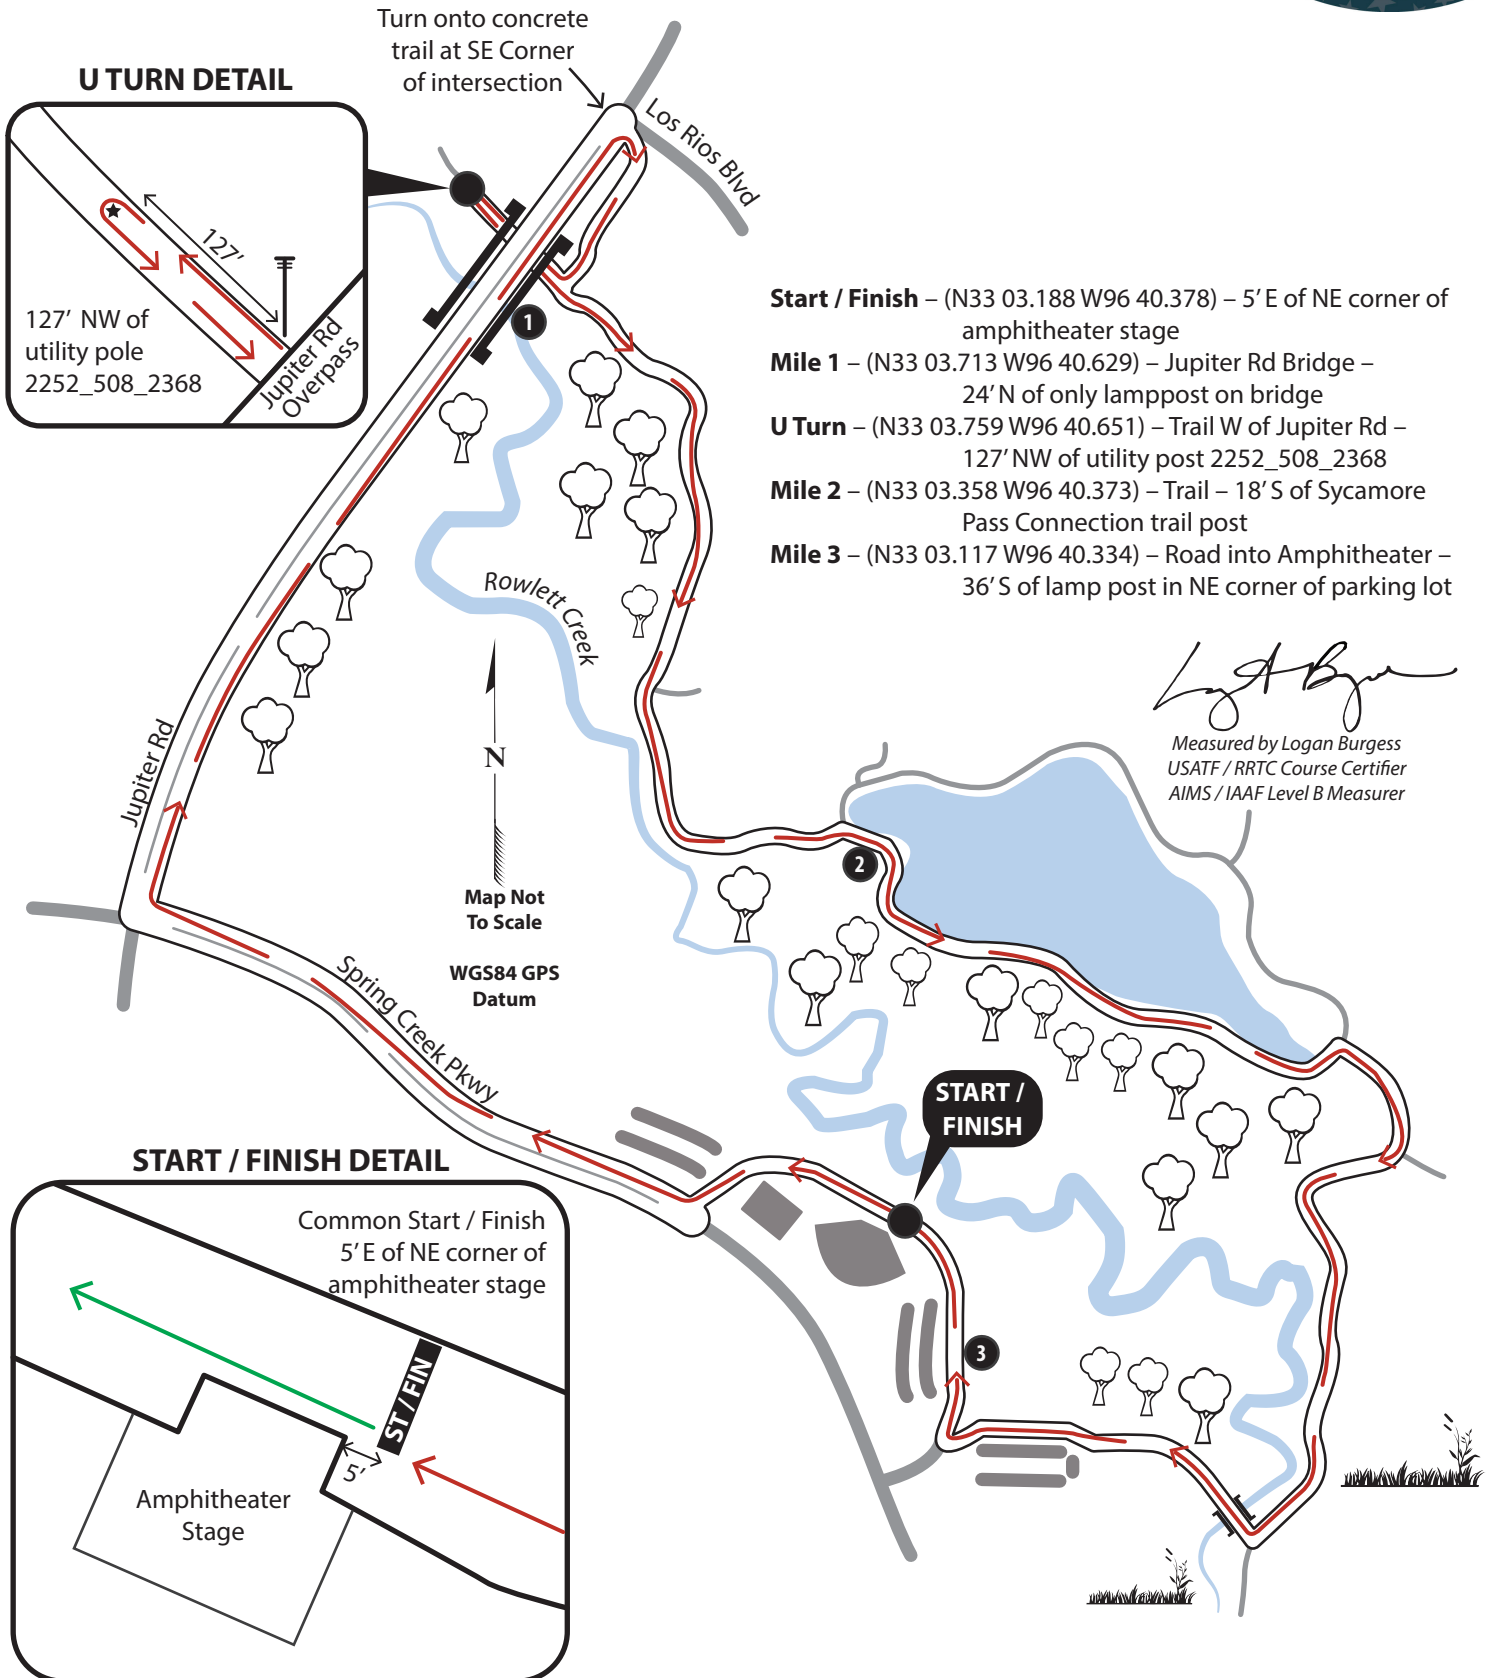 Turn onto concrete
trail at SE Corner
of intersection
U TURN DETAIL
127'
127' NW of
utility pole
2252_508_2368
Jupiter Rd
Overpass
Los Rios Blvd
1
Start / Finish – (N33 03.188 W96 40.378) – 5' E of NE corner of
amphitheater stage
Mile 1 – (N33 03.713 W96 40.629) – Jupiter Rd Bridge –
24' N of only lamppost on bridge
U Turn – (N33 03.759 W96 40.651) – Trail W of Jupiter Rd –
127' NW of utility post 2252_508_2368
Mile 2 – (N33 03.358 W96 40.373) – Trail – 18' S of Sycamore
Pass Connection trail post
Mile 3 – (N33 03.117 W96 40.334) – Road into Amphitheater –
36' S of lamp post in NE corner of parking lot
Rowlett Creek
Measured by Logan Burgess
USATF / RRTC Course Certifier
AIMS / IAAF Level B Measurer
Jupiter Rd
N
Map Not
To Scale
WGS84 GPS
Datum
2
Spring Creek Pkwy
START /
FINISH
3
START / FINISH DETAIL
Common Start / Finish
5' E of NE corner of
amphitheater stage
ST / FIN
5'
Amphitheater
Stage